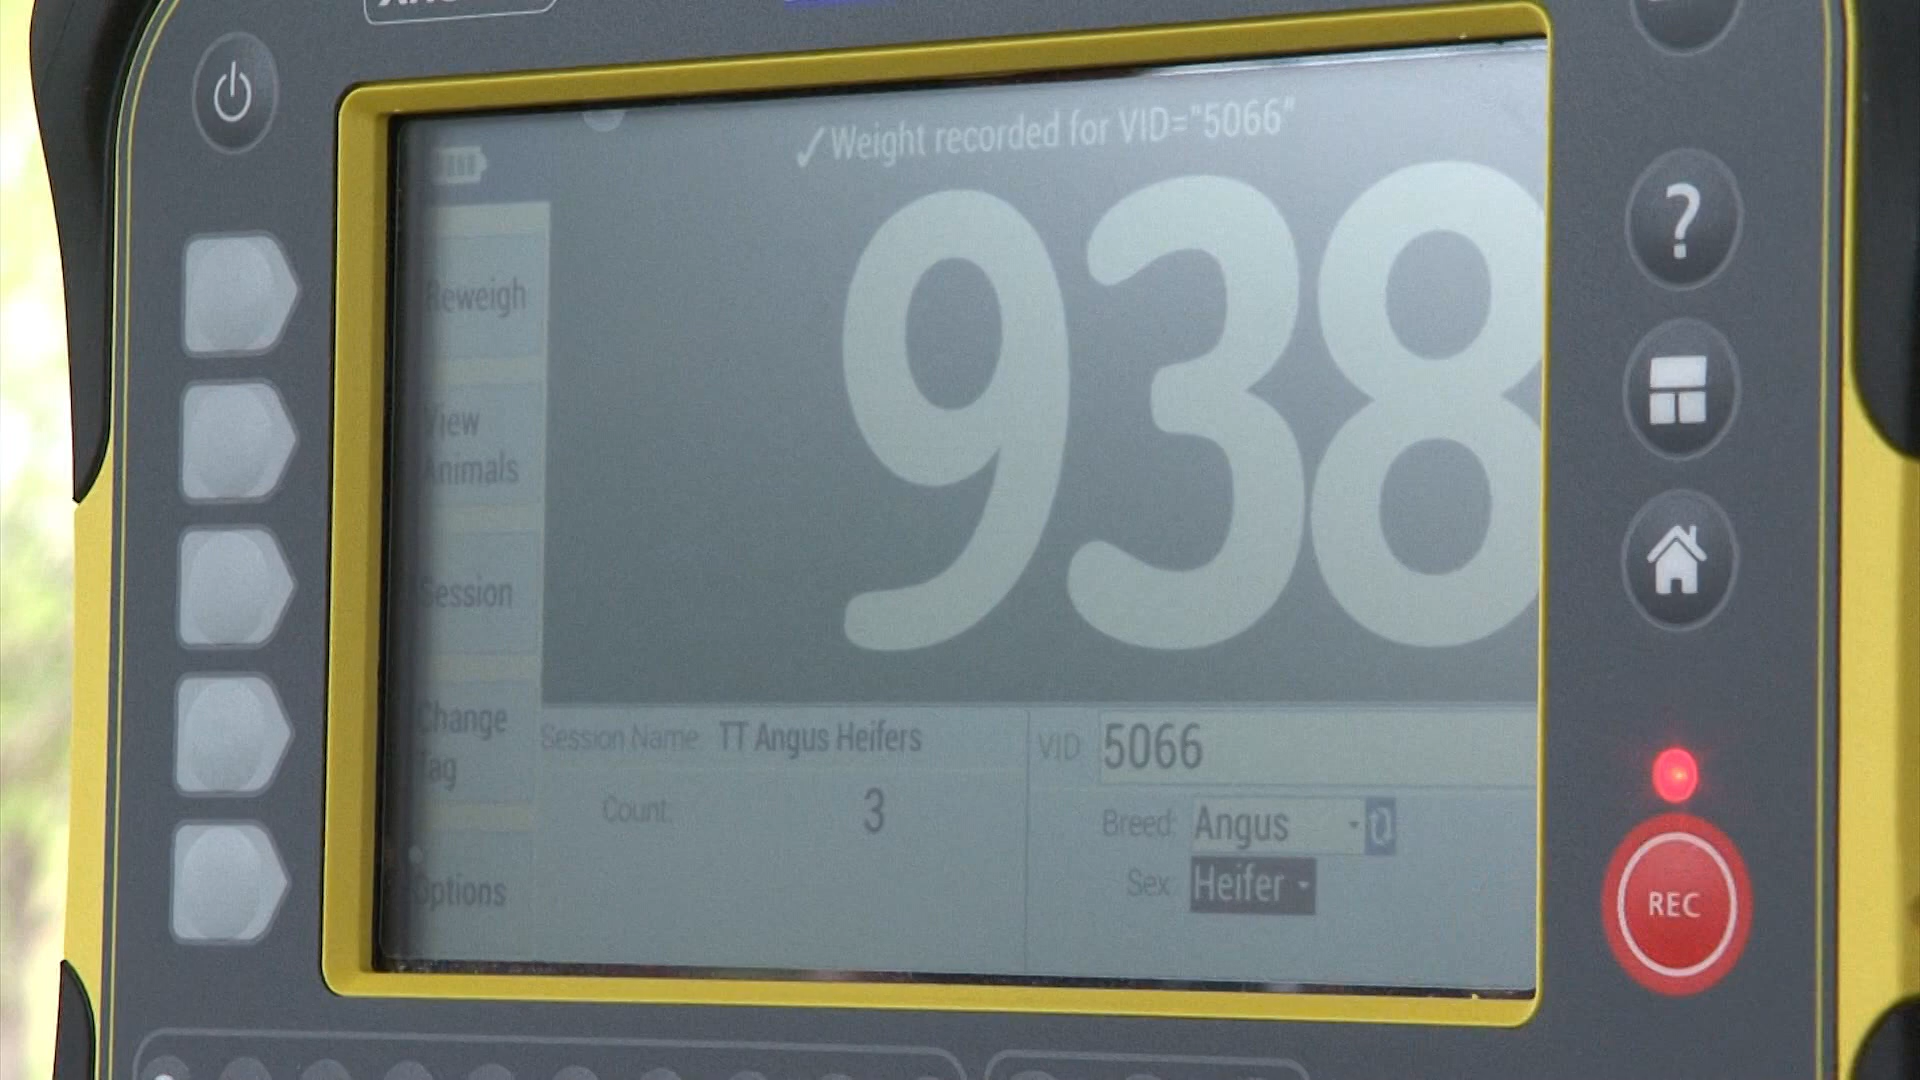 ✓Weight recorded for VID="5066"
938
Reweigh
View
Animals
Session
Change
Tag
Options
Session Name: TT Angus Heifers
Count: 3
VID 5066
Breed: Angus
Sex: Heifer
?
REC